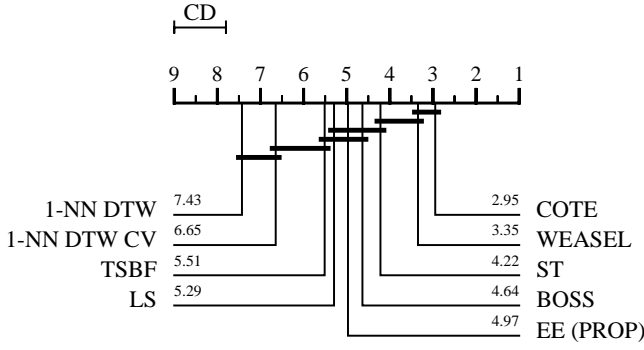 CD
9 8 7 6 5 4 3 2 1
1-NN DTW 7.43 2.95 COTE
1-NN DTW CV 6.65 3.35 WEASEL
TSBF 5.51 4.22 ST
LS 5.29 4.64 BOSS
4.97 EE (PROP)